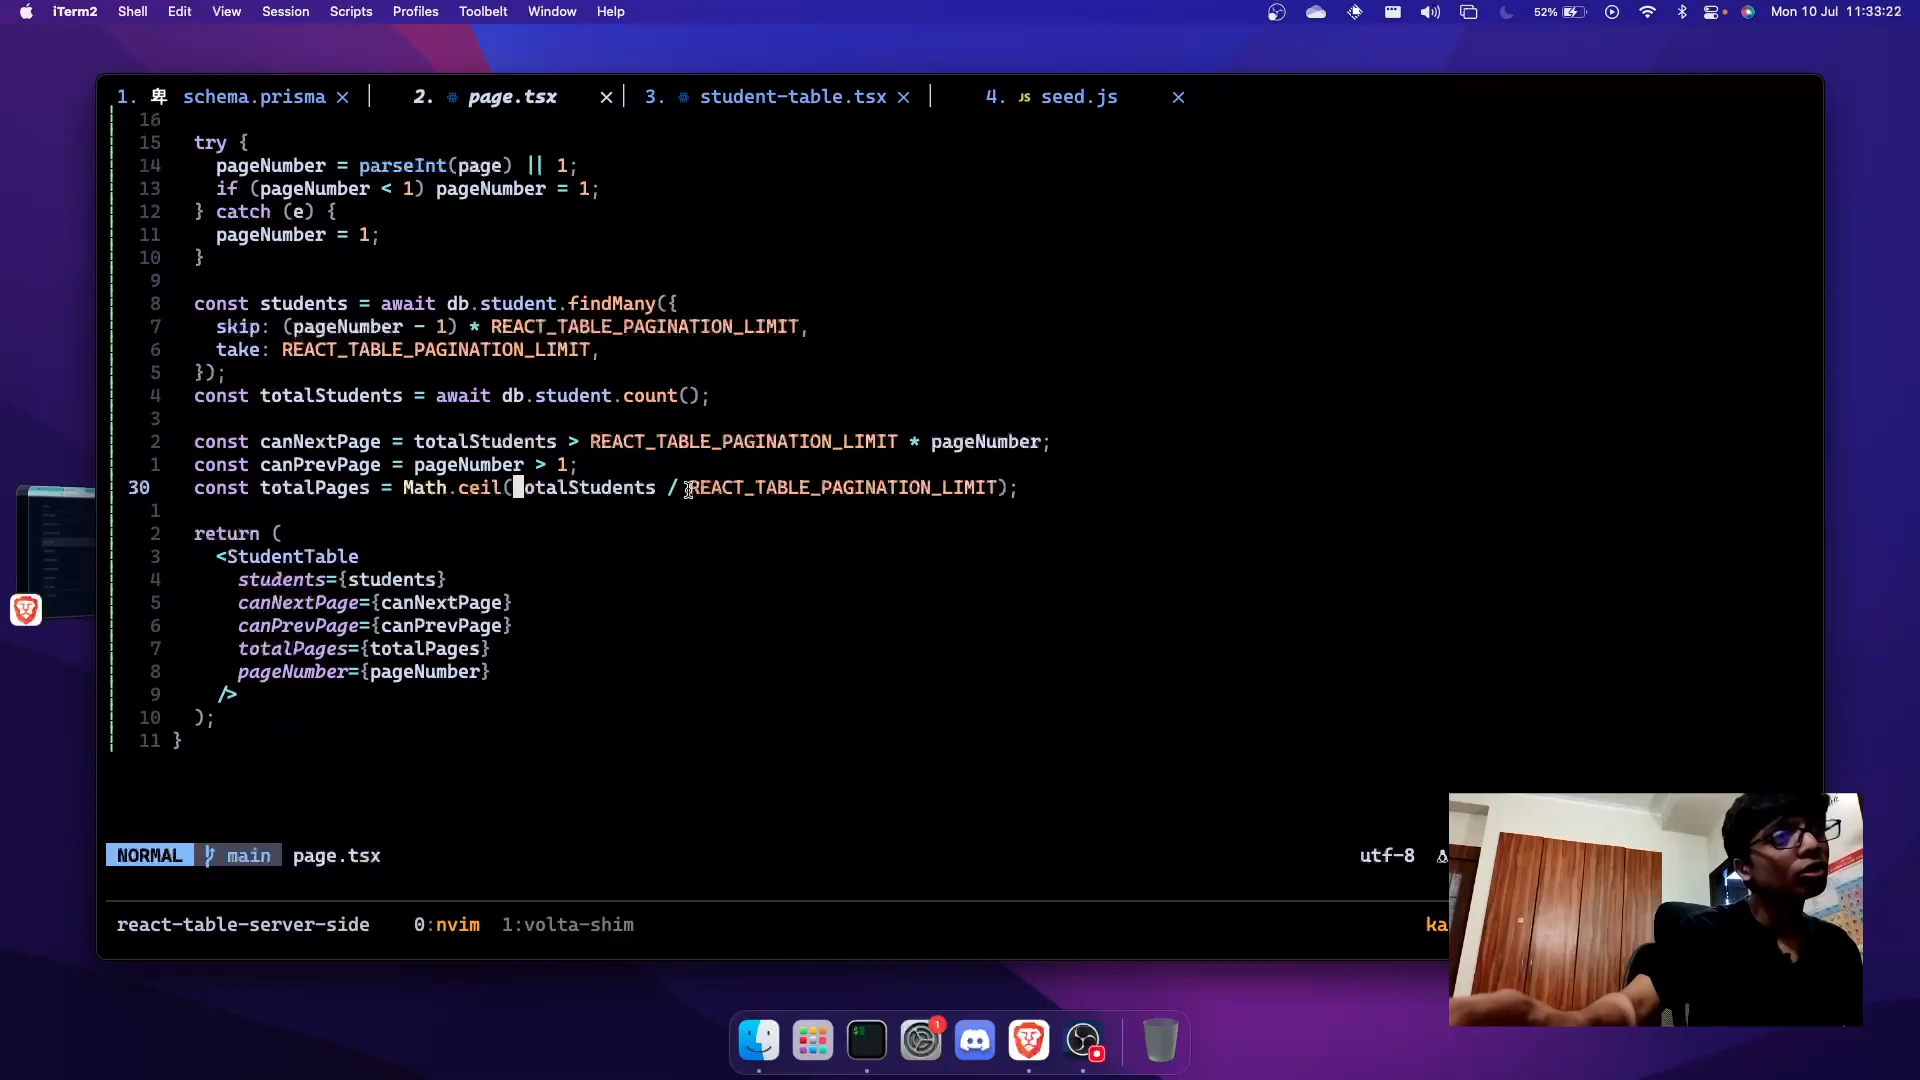 iTerm2 Shell Edit View Session Scripts Profiles Toolbelt Window Help 52% Mon 10 Jul 11:33:22
1. schema.prisma × 2. page.tsx × 3. student-table.tsx × 4. JS seed.js ×
16
15 try {
14 pageNumber = parseInt(page) || 1;
13 if (pageNumber < 1) pageNumber = 1;
12 } catch (e) {
11 pageNumber = 1;
10 }
9
8 const students = await db.student.findMany({
7 skip: (pageNumber - 1) * REACT_TABLE_PAGINATION_LIMIT,
6 take: REACT_TABLE_PAGINATION_LIMIT,
5 });
4 const totalStudents = await db.student.count();
3
2 const canNextPage = totalStudents > REACT_TABLE_PAGINATION_LIMIT * pageNumber;
1 const canPrevPage = pageNumber > 1;
30 const totalPages = Math.ceil(totalStudents / REACT_TABLE_PAGINATION_LIMIT);
1
2 return (
3 <StudentTable
4 students={students}
5 canNextPage={canNextPage}
6 canPrevPage={canPrevPage}
7 totalPages={totalPages}
8 pageNumber={pageNumber}
9 />
10 );
11 }
NORMAL main page.tsx utf-8
react-table-server-side 0:nvim 1:volta-shim ka
1